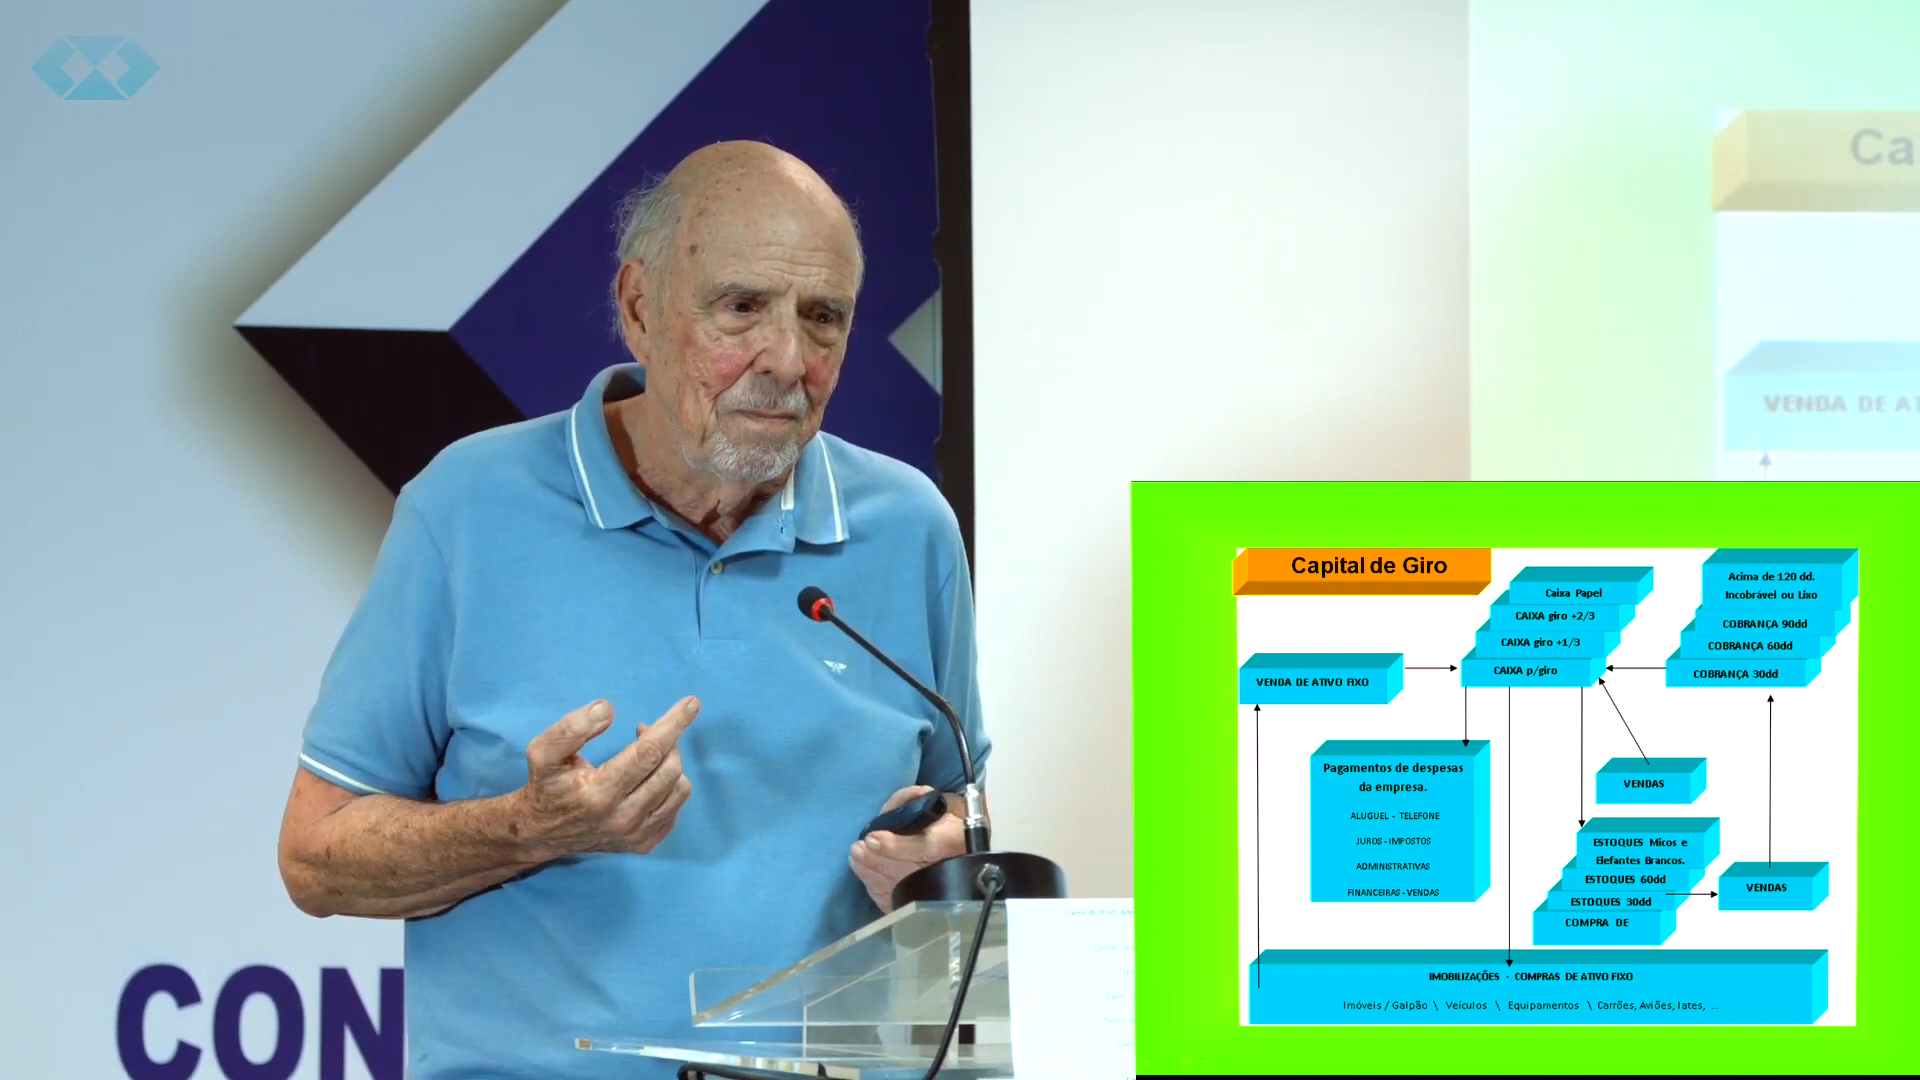 Ca
VENDA DE AT
CON
Capital de Giro
Caixa Papel
CAIXA giro +2/3
CAIXA giro +1/3
CAIXA p/giro
Acima de 120 dd.
Incobrável ou Lixo
COBRANÇA 90dd
COBRANÇA 60dd
COBRANÇA 30dd
VENDA DE ATIVO FIXO
Pagamentos de despesas
da empresa.
ALUGUEL - TELEFONE
JUROS - IMPOSTOS
ADMINISTRATIVAS
FINANCEIRAS - VENDAS
VENDAS
ESTOQUES Micos e
Elefantes Brancos.
ESTOQUES 60dd
ESTOQUES 30dd
COMPRA DE
VENDAS
IMOBILIZAÇÕES - COMPRAS DE ATIVO FIXO
Imóveis / Galpão \ Veículos \ Equipamentos \ Carrões, Aviões, Iates, ...